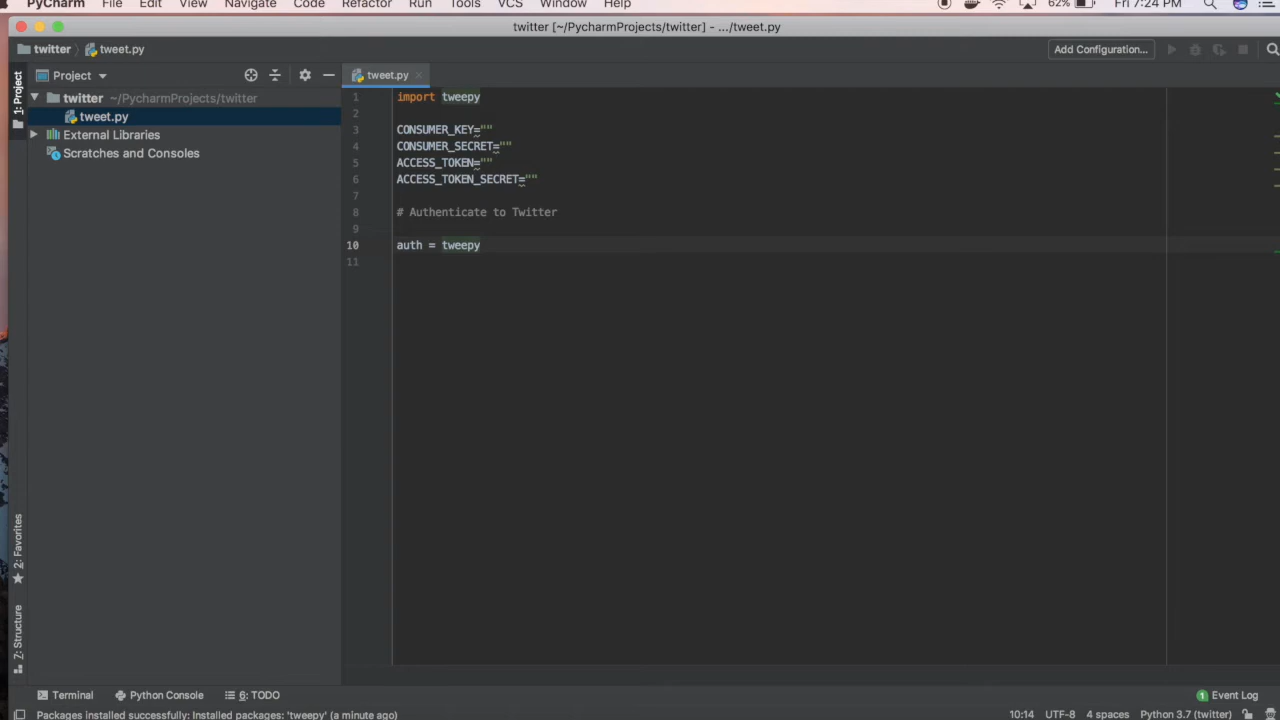 PyCharm File Edit View Navigate Code Refactor Run Tools VCS Window Help 62% Fri 7:24 PM
twitter [~/PycharmProjects/twitter] - .../tweet.py
twitter tweet.py Add Configuration...
1: Project
Project
tweet.py
twitter ~/PycharmProjects/twitter
tweet.py
External Libraries
Scratches and Consoles
1 import tweepy
2
3 CONSUMER_KEY=""
4 CONSUMER_SECRET=""
5 ACCESS_TOKEN=""
6 ACCESS_TOKEN_SECRET=""
7
8 # Authenticate to Twitter
9
10 auth = tweepy
11
2: Favorites
7: Structure
Terminal Python Console 6: TODO 1 Event Log
Packages installed successfully: Installed packages: 'tweepy' (a minute ago) 10:14 UTF-8 4 spaces Python 3.7 (twitter)